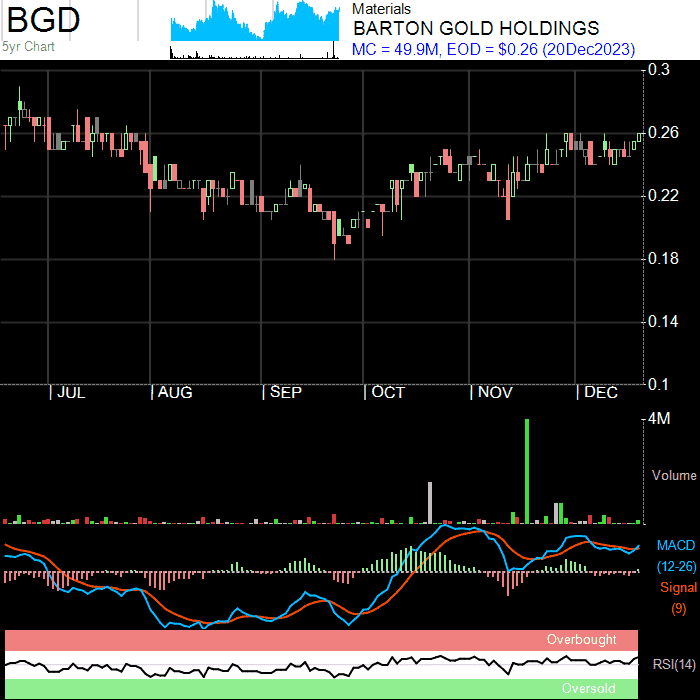 BGD
5yr Chart
Materials
BARTON GOLD HOLDINGS
MC = 49.9M, EOD = $0.26 (20Dec2023)
0.3
0.26
0.22
0.18
0.14
0.1
JUL
AUG
SEP
OCT
NOV
DEC
4M
Volume
MACD
(12-26)
Signal
(9)
Overbought
RSI(14)
Oversold